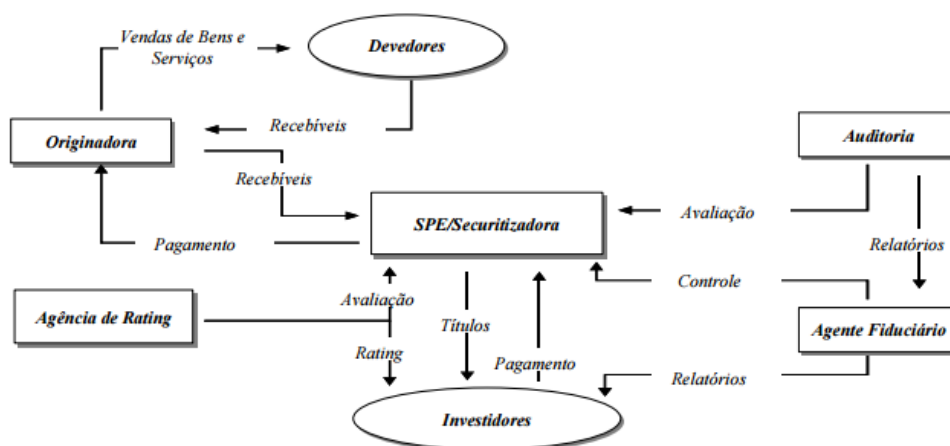 Vendas de Bens e
Serviços
Devedores
Originadora
Recebíveis
Auditoria
Recebíveis
SPE/Securitizadora
Avaliação
Pagamento
Relatórios
Avaliação
Controle
Agência de Rating
Títulos
Agente Fiduciário
Rating
Pagamento
Relatórios
Investidores